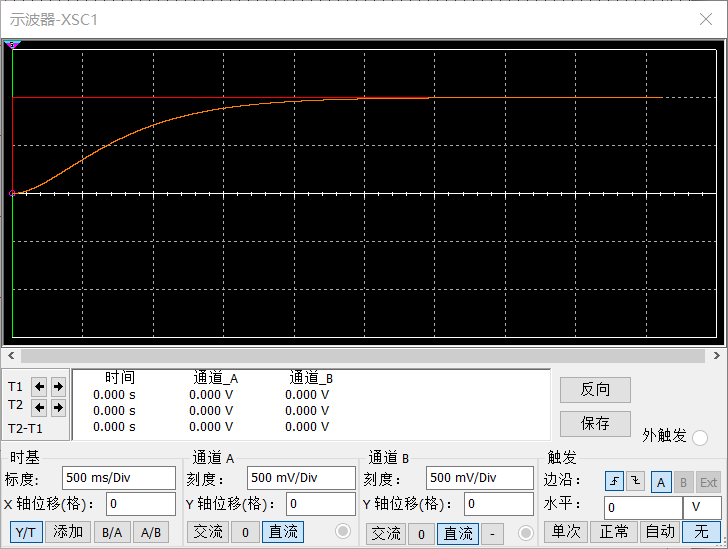 示波器-XSC1
时间 通道_A 通道_B
T1 0.000 s 0.000 V 0.000 V
T2 0.000 s 0.000 V 0.000 V
T2-T1 0.000 s 0.000 V 0.000 V
反向
保存
外触发
时基 通道 A 通道 B 触发
标度: 500 ms/Div 刻度: 500 mV/Div 刻度: 500 mV/Div 边沿: A B Ext
X 轴位移(格): 0 Y 轴位移(格): 0 Y 轴位移(格): 0 水平: 0 V
Y/T 添加 B/A A/B 交流 0 直流 交流 0 直流 - 单次 正常 自动 无